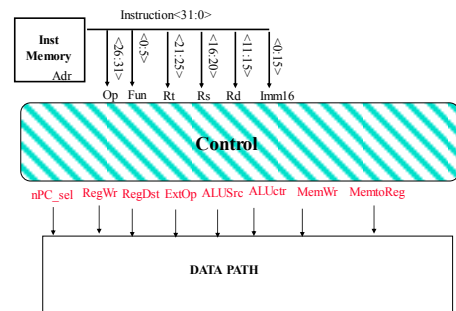 Instruction<31:0>
Inst
Memory
Adr
<26:31>
<0:5>
<21:25>
<16:20>
<11:15>
<0:15>
Op Fun Rt Rs Rd Imm16
Control
nPC_sel RegWr RegDst ExtOp ALUSrc ALUctr MemWr MemtoReg
DATA PATH